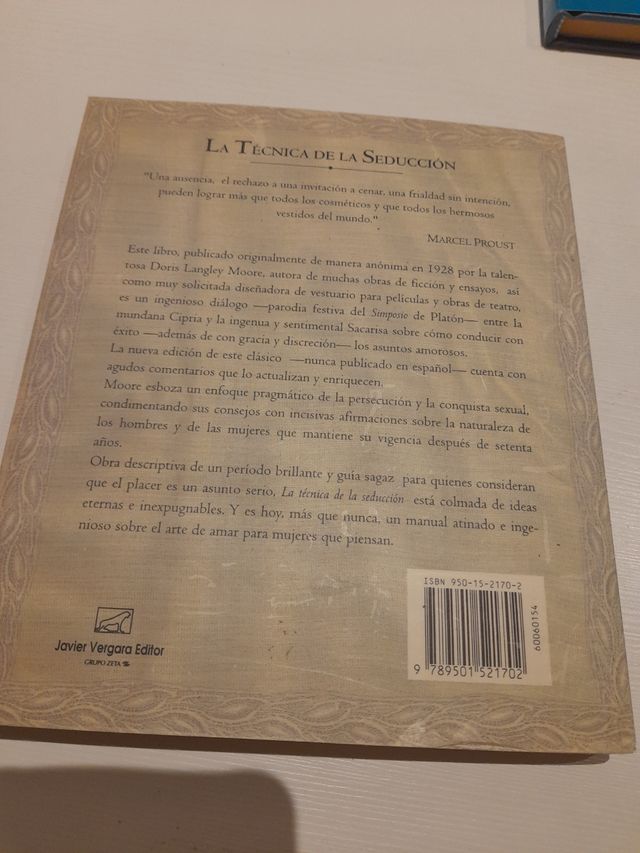 LA TÉCNICA DE LA SEDUCCIÓN
"Una ausencia, el rechazo a una invitación a cenar, una frialdad sin intención,
pueden lograr más que todos los cosméticos y que todos los hermosos
vestidos del mundo."
MARCEL PROUST
Este libro, publicado originalmente de manera anónima en 1928 por la talen-
tosa Doris Langley Moore, autora de muchas obras de ficción y ensayos, así
como muy solicitada diseñadora de vestuario para películas y obras de teatro,
es un ingenioso diálogo —parodia festiva del Simposio de Platón— entre la
mundana Cipria y la ingenua y sentimental Sacarisa sobre cómo conducir con
éxito —además de con gracia y discreción— los asuntos amorosos.
La nueva edición de este clásico —nunca publicado en español— cuenta con
agudos comentarios que lo actualizan y enriquecen.
Moore esboza un enfoque pragmático de la persecución y la conquista sexual,
condimentando sus consejos con incisivas afirmaciones sobre la naturaleza de
los hombres y de las mujeres que mantiene su vigencia después de setenta
años.
Obra descriptiva de un período brillante y guía sagaz para quienes consideran
que el placer es un asunto serio, La técnica de la seducción está colmada de ideas
eternas e inexpugnables. Y es hoy, más que nunca, un manual atinado e inge-
nioso sobre el arte de amar para mujeres que piensan.
ISBN 950-15-2170-2
60060154
9 789501 521702
Javier Vergara Editor
GRUPO ZETA